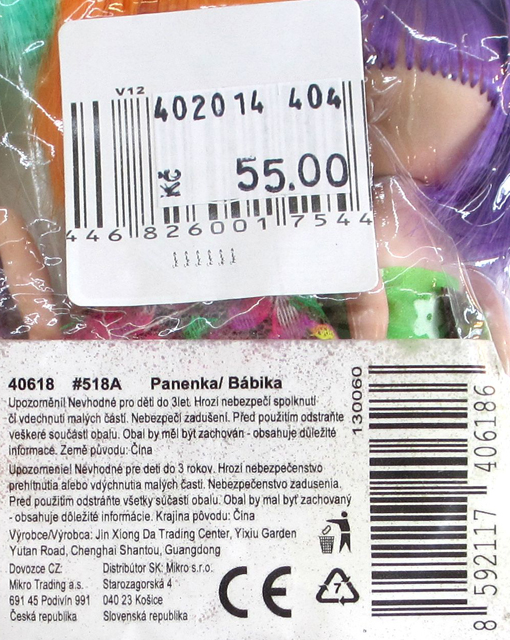 V12
402014 404
Kč 55.00
4 4 6 8 2 6 0 0 1 7 5 4 4
40618 #518A Panenka/ Bábika
Upozornění! Nevhodné pro děti do 3let. Hrozí nebezpečí spolknutí
či vdechnutí malých částí. Nebezpečí zadušení. Před použitím odstraňte
veškeré součásti obalu. Obal by měl být zachován - obsahuje důležité
informace. Země původu: Čína
Upozornenie! Nevhodné pre deti do 3 rokov. Hrozí nebezpečenstvo
prehltnutia alebo vdýchnutia malých častí. Nebezpečenstvo zadusenia.
Pred použitím odstráňte všetky súčasti obalu. Obal by mal byť zachovaný
- obsahuje dôležité informácie. Krajina pôvodu: Čína
Výrobce/Výrobca: Jin Xiong Da Trading Center, Yixiu Garden
Yutan Road, Chenghai Shantou, Guangdong
Dovozce CZ: Distribútor SK: Mikro s.r.o.
Mikro Trading a.s. Starozagorská 4
691 45 Podivín 991 040 23 Košice
Česká republika Slovenská republika
CE
7
130060
8 592117 406186